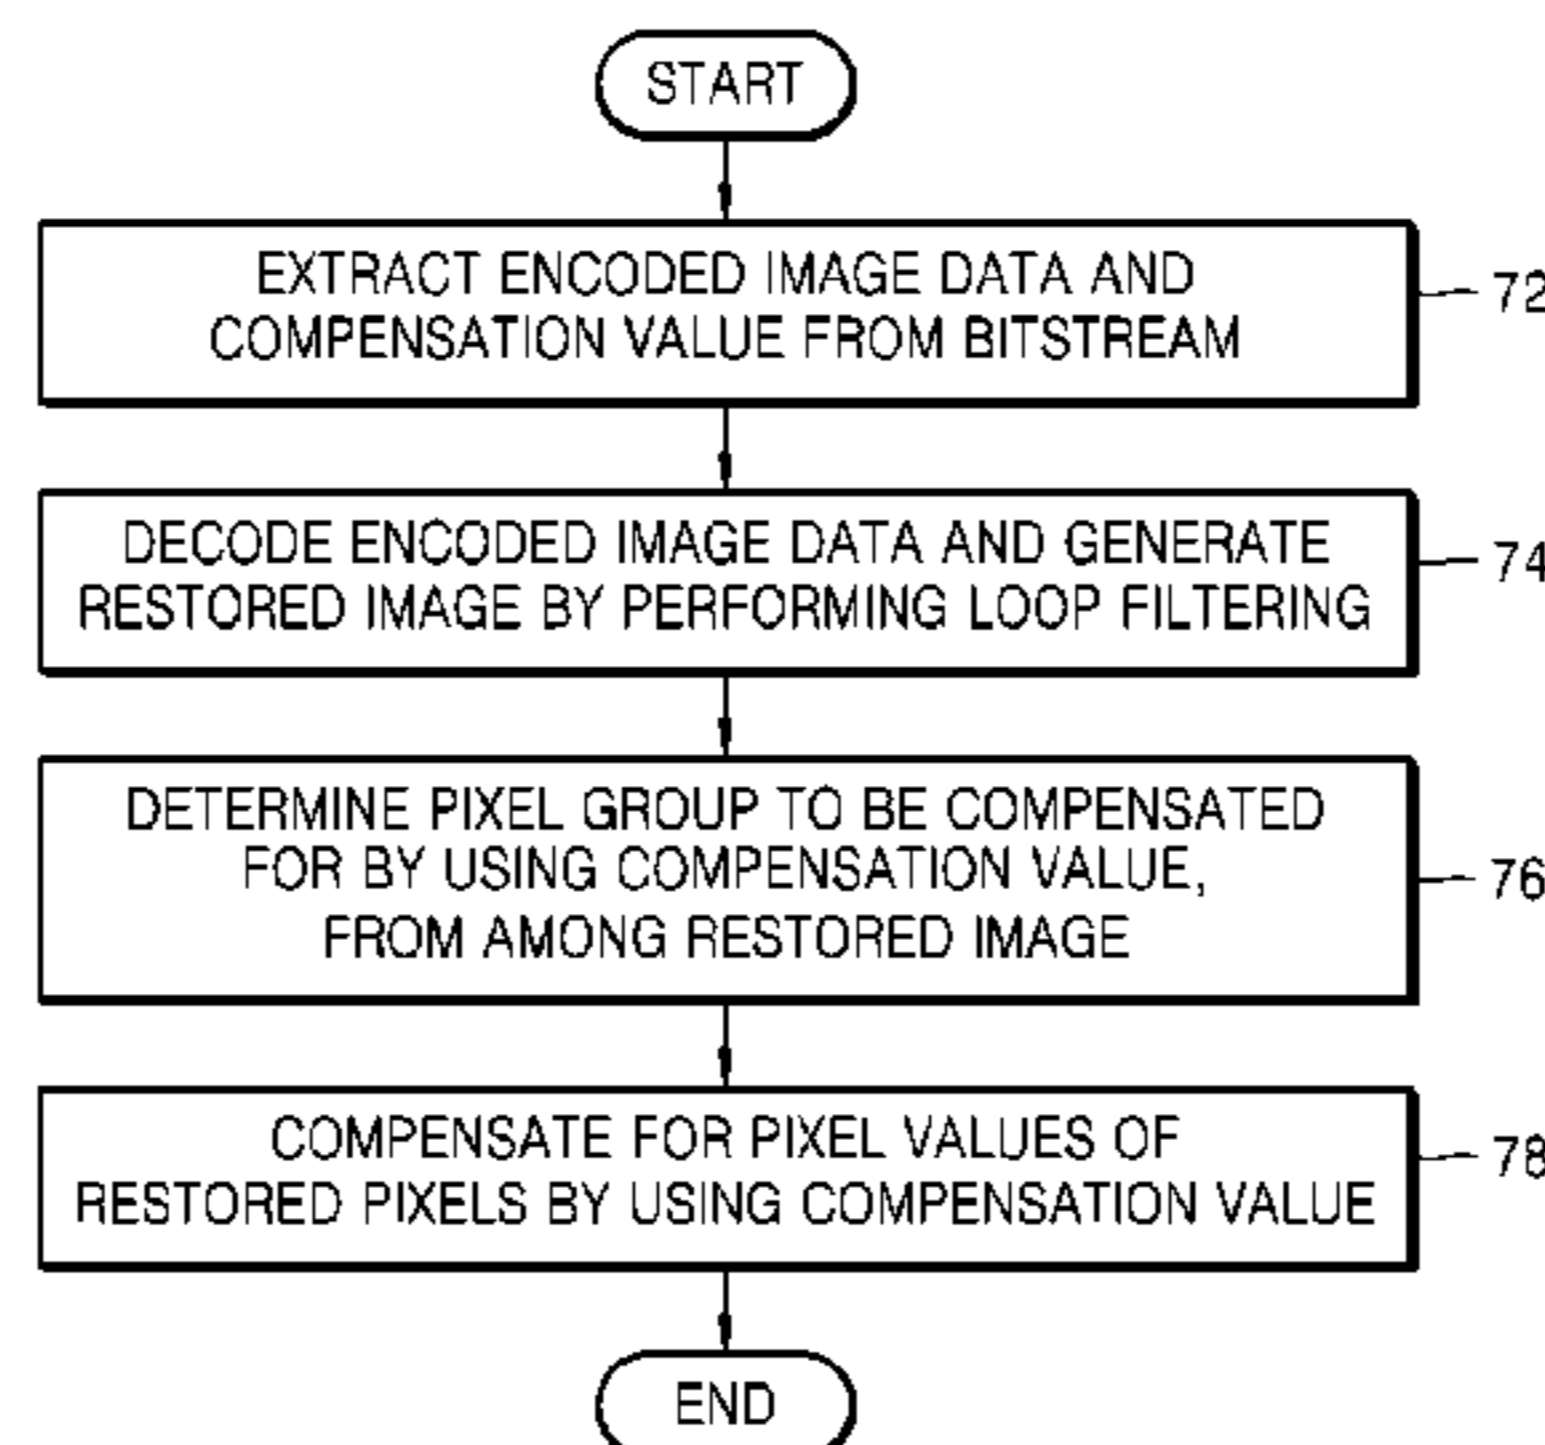 START
EXTRACT ENCODED IMAGE DATA AND
COMPENSATION VALUE FROM BITSTREAM
72
DECODE ENCODED IMAGE DATA AND GENERATE
RESTORED IMAGE BY PERFORMING LOOP FILTERING
74
DETERMINE PIXEL GROUP TO BE COMPENSATED
FOR BY USING COMPENSATION VALUE,
FROM AMONG RESTORED IMAGE
76
COMPENSATE FOR PIXEL VALUES OF
RESTORED PIXELS BY USING COMPENSATION VALUE
78
END